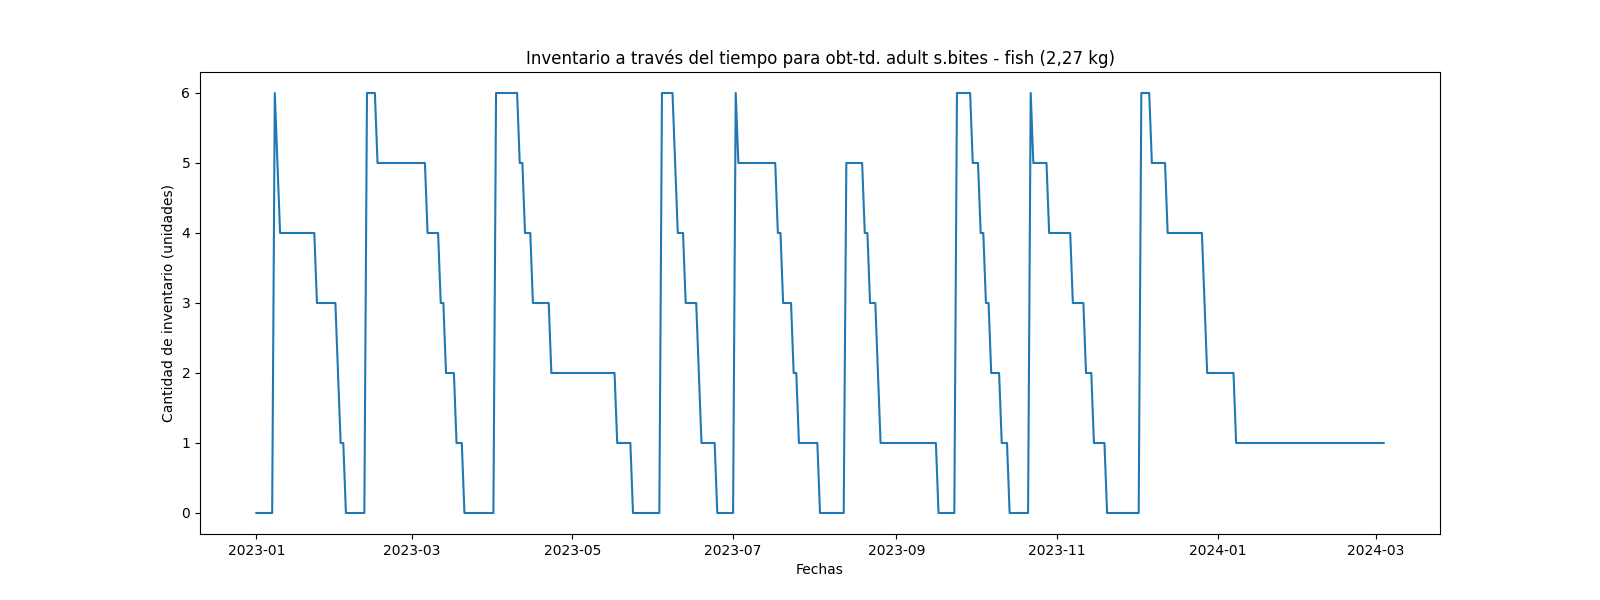 Inventario a través del tiempo para obt-td. adult s.bites - fish (2,27 kg)
Cantidad de inventario (unidades)
6
5
4
3
2
1
0
2023-01 2023-03 2023-05 2023-07 2023-09 2023-11 2024-01 2024-03
Fechas